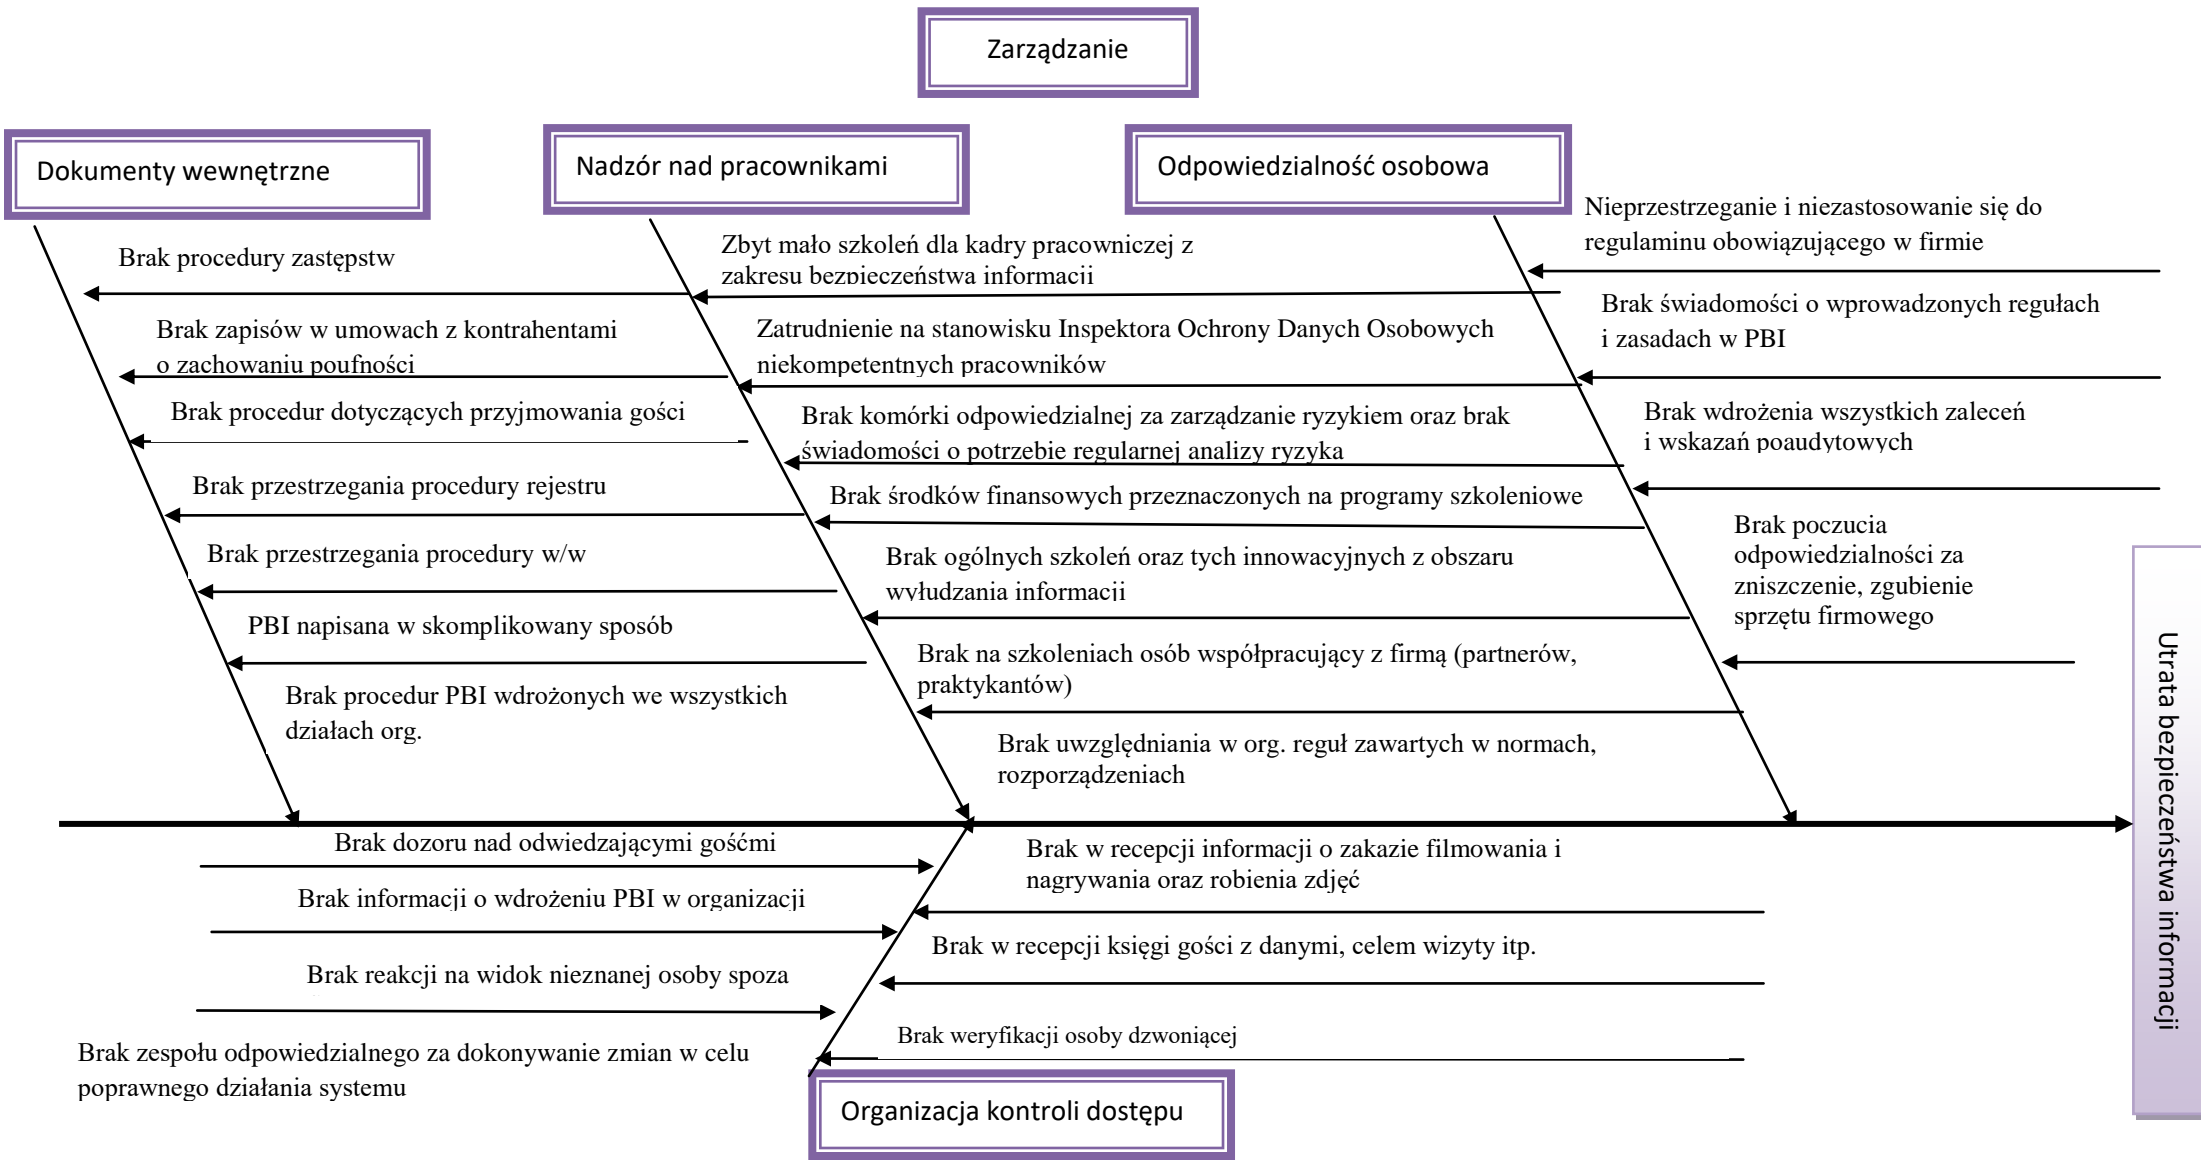 Zarządzanie
Dokumenty wewnętrzne
Nadzór nad pracownikami
Odpowiedzialność osobowa
Brak procedury zastępstw
Brak zapisów w umowach z kontrahentami
o zachowaniu poufności
Brak procedur dotyczących przyjmowania gości
Brak przestrzegania procedury rejestru
Brak przestrzegania procedury w/w
PBI napisana w skomplikowany sposób
Brak procedur PBI wdrożonych we wszystkich
działach org.
Zbyt mało szkoleń dla kadry pracowniczej z
zakresu bezpieczeństwa informacji
Zatrudnienie na stanowisku Inspektora Ochrony Danych Osobowych
niekompetentnych pracowników
Brak komórki odpowiedzialnej za zarządzanie ryzykiem oraz brak
świadomości o potrzebie regularnej analizy ryzyka
Brak środków finansowych przeznaczonych na programy szkoleniowe
Brak ogólnych szkoleń oraz tych innowacyjnych z obszaru
wyłudzania informacji
Brak na szkoleniach osób współpracujący z firmą (partnerów,
praktykantów)
Brak uwzględniania w org. reguł zawartych w normach,
rozporządzeniach
Nieprzestrzeganie i niezastosowanie się do
regulaminu obowiązującego w firmie
Brak świadomości o wprowadzonych regułach
i zasadach w PBI
Brak wdrożenia wszystkich zaleceń
i wskazań poaudytowych
Brak poczucia
odpowiedzialności za
zniszczenie, zgubienie
sprzętu firmowego
Utrata bezpieczeństwa informacji
Brak dozoru nad odwiedzającymi gośćmi
Brak informacji o wdrożeniu PBI w organizacji
Brak reakcji na widok nieznanej osoby spoza
Brak zespołu odpowiedzialnego za dokonywanie zmian w celu
poprawnego działania systemu
Brak w recepcji informacji o zakazie filmowania i
nagrywania oraz robienia zdjęć
Brak w recepcji księgi gości z danymi, celem wizyty itp.
Brak weryfikacji osoby dzwoniącej
Organizacja kontroli dostępu